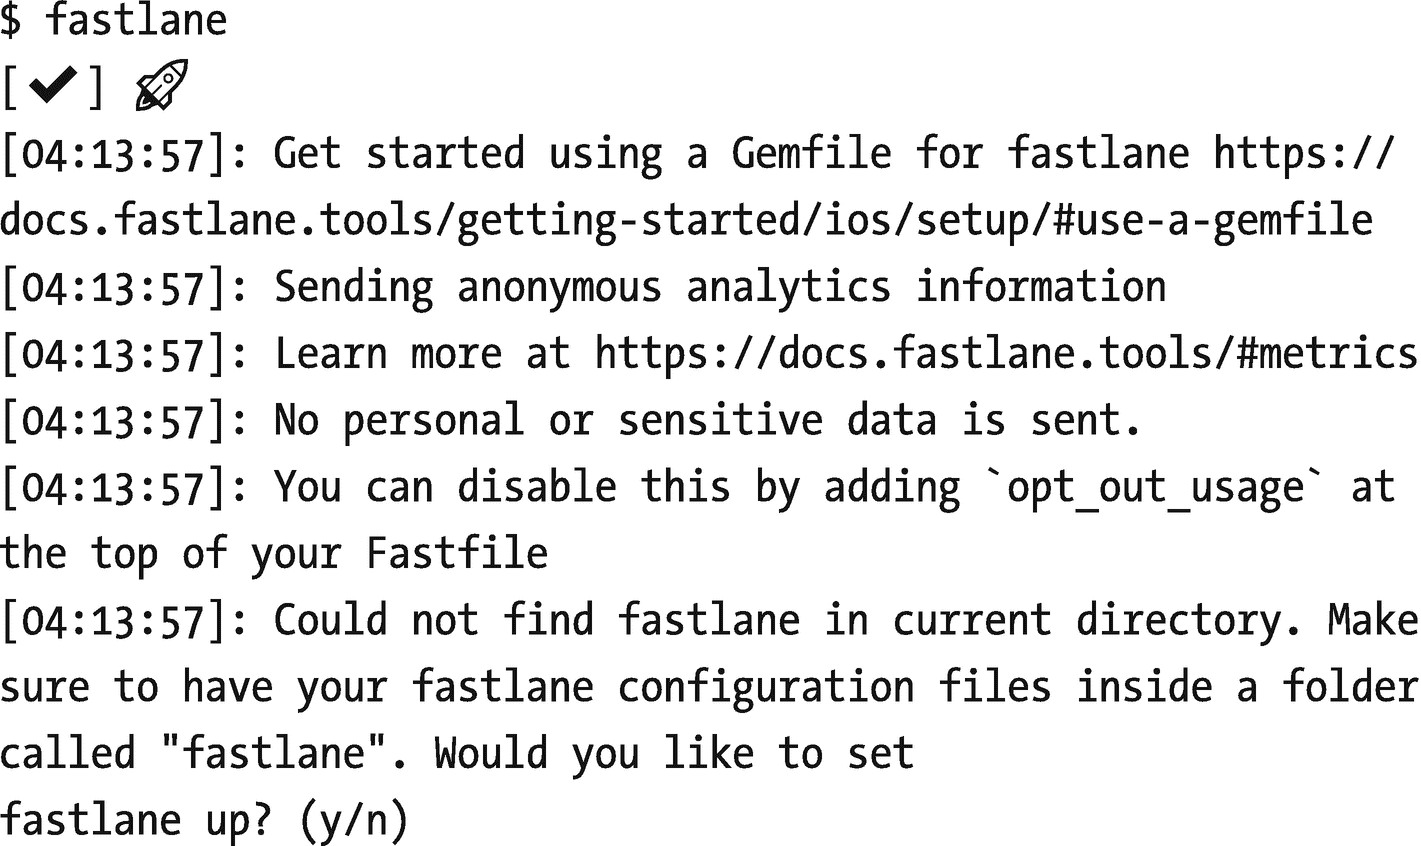 $ fastlane
[✔] 🚀
[04:13:57]: Get started using a Gemfile for fastlane https://
docs.fastlane.tools/getting-started/ios/setup/#use-a-gemfile
[04:13:57]: Sending anonymous analytics information
[04:13:57]: Learn more at https://docs.fastlane.tools/#metrics
[04:13:57]: No personal or sensitive data is sent.
[04:13:57]: You can disable this by adding `opt_out_usage` at
the top of your Fastfile
[04:13:57]: Could not find fastlane in current directory. Make
sure to have your fastlane configuration files inside a folder
called "fastlane". Would you like to set
fastlane up? (y/n)